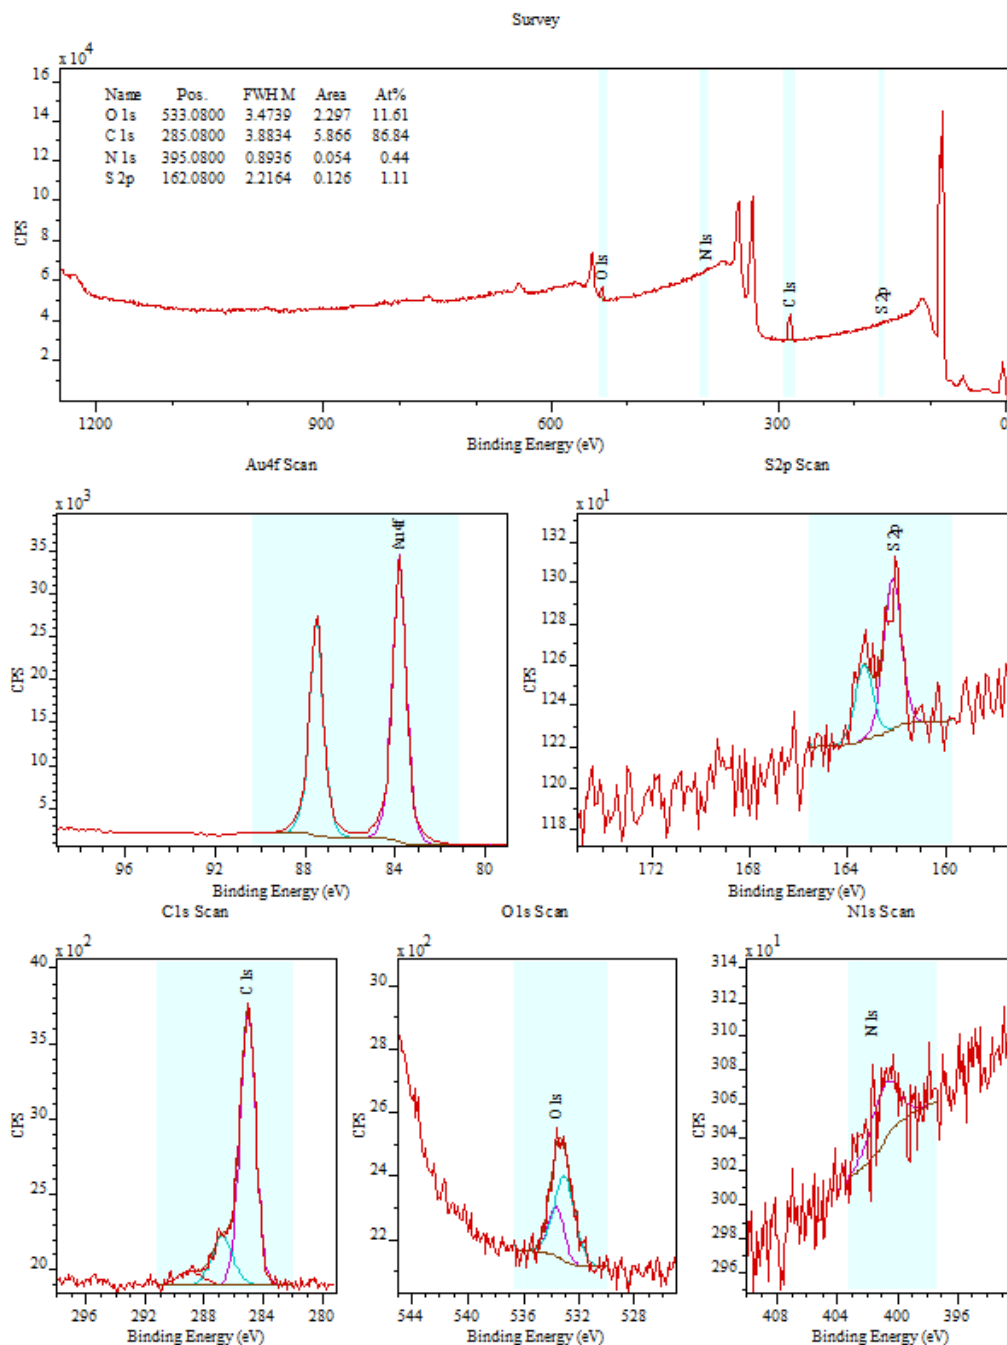 Survey
x 10^4
Name Pos. FWHM Area At%
O 1s 533.0800 3.4739 2.297 11.61
C 1s 285.0800 3.8834 5.866 86.84
N 1s 395.0800 0.8936 0.054 0.44
S 2p 162.0800 2.2164 0.126 1.11
16
14
12
10
8
6
4
2
CPS
O 1s
N 1s
C 1s
S 2p
1200 900 600 300 0
Binding Energy (eV)
Au4f Scan
x 10^3
35
30
25
20
15
10
5
CPS
Au4f
96 92 88 84 80
Binding Energy (eV)
S2p Scan
x 10^1
132
130
128
126
124
122
120
118
CPS
S 2p
172 168 164 160
Binding Energy (eV)
C1s Scan
x 10^2
40
35
30
25
20
CPS
C 1s
296 292 288 284 280
Binding Energy (eV)
O1s Scan
x 10^2
30
28
26
24
22
CPS
O 1s
544 540 536 532 528
Binding Energy (eV)
N1s Scan
x 10^1
314
310
307
304
302
300
298
296
CPS
N 1s
408 404 400 396
Binding Energy (eV)